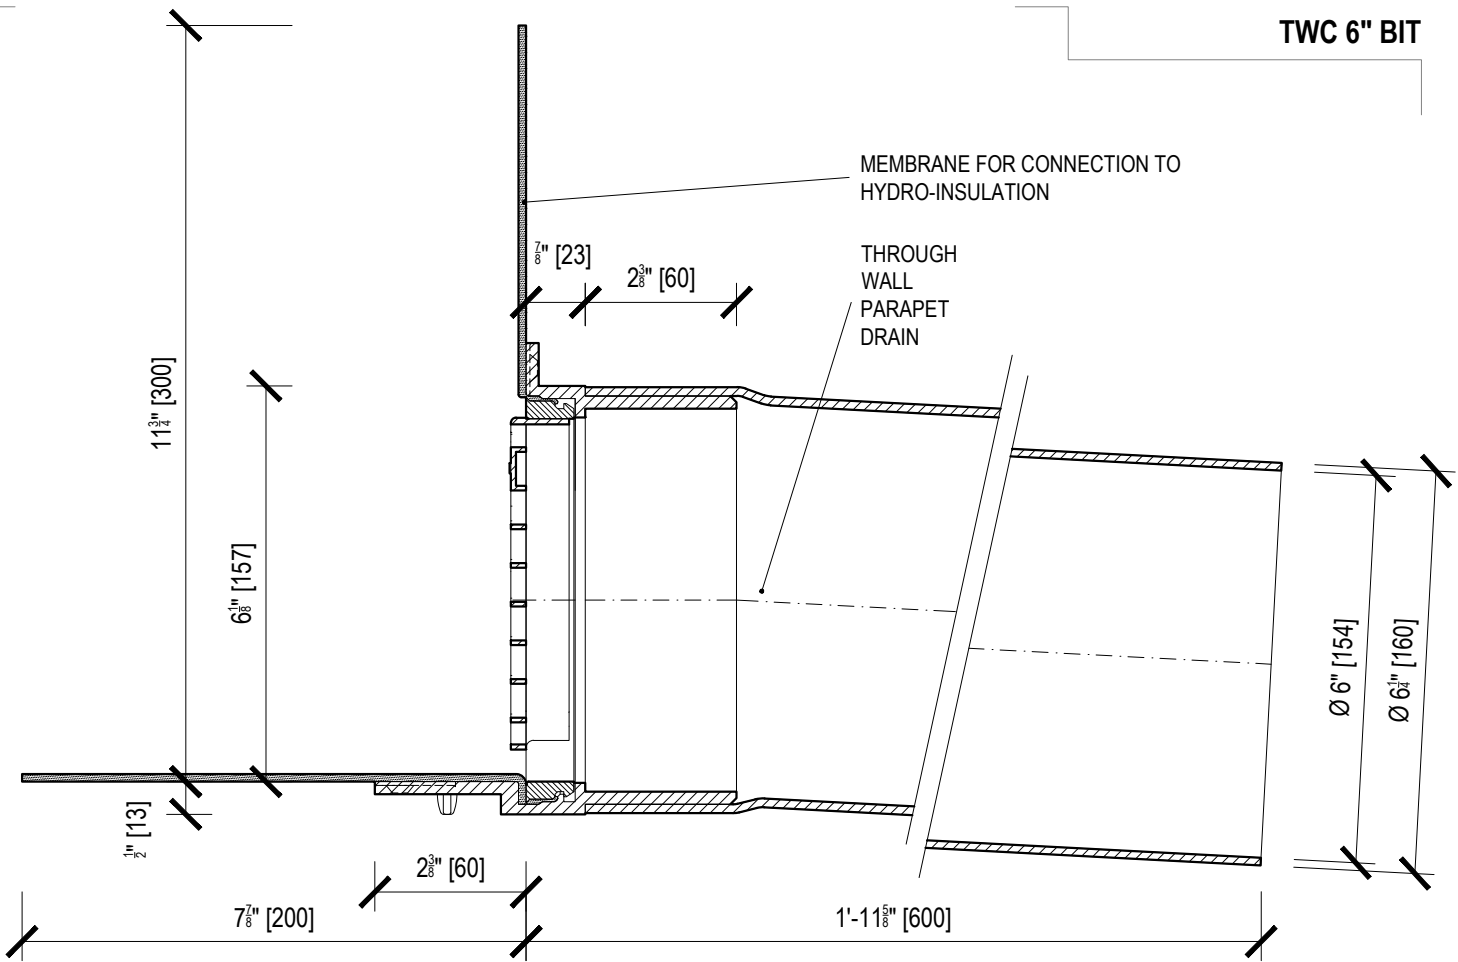 TWC 6" BIT
MEMBRANE FOR CONNECTION TO
HYDRO-INSULATION
THROUGH
WALL
PARAPET
DRAIN
7/8" [23]
2 3/8" [60]
11 3/4" [300]
6 1/8" [157]
1/2" [13]
2 3/8" [60]
7 7/8" [200]
1'-11 5/8" [600]
Ø 6" [154]
Ø 6 1/4" [160]